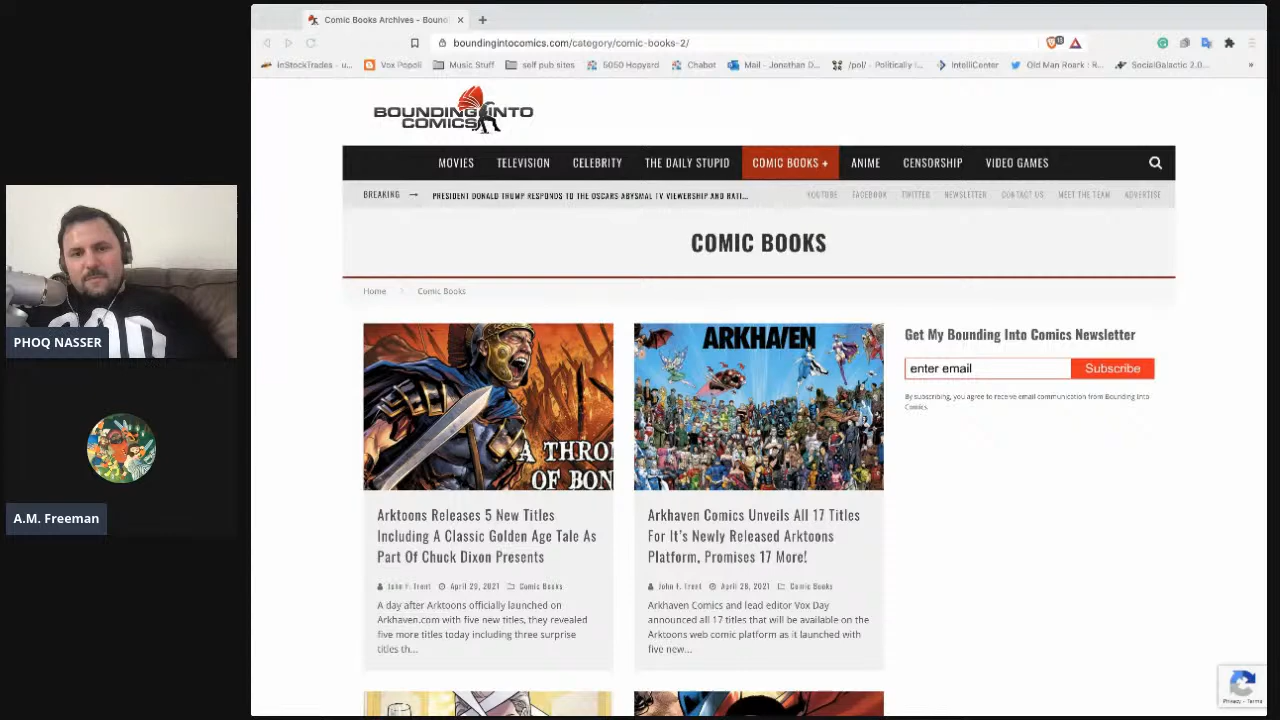 Comic Books Archives - Bound
boundingintocomics.com/category/comic-books-2/
InStockTrades - u...
Vox Popoli
Music Stuff
self pub sites
5050 Hopyard
Chabot
Mail - Jonathan D...
/pol/ - Politically I...
IntelliCenter
Old Man Roark : R...
SocialGalactic 2.0...
»
BOUNDING INTO
COMICS
MOVIES TELEVISION CELEBRITY THE DAILY STUPID COMIC BOOKS + ANIME CENSORSHIP VIDEO GAMES
BREAKING → PRESIDENT DONALD TRUMP RESPONDS TO THE OSCARS ABYSMAL TV VIEWERSHIP AND RATI...
YOUTUBE FACEBOOK TWITTER NEWSLETTER CONTACT US MEET THE TEAM ADVERTISE
COMIC BOOKS
Home > Comic Books
A THRON
OF BON
Arktoons Releases 5 New Titles
Including A Classic Golden Age Tale As
Part Of Chuck Dixon Presents
John F. Trent April 29, 2021 Comic Books
A day after Arktoons officially launched on
Arkhaven.com with five new titles, they revealed
five more titles today including three surprise
titles th...
ARKHAVEN
Arkhaven Comics Unveils All 17 Titles
For It's Newly Released Arktoons
Platform, Promises 17 More!
John F. Trent April 28, 2021 Comic Books
Arkhaven Comics and lead editor Vox Day
announced all 17 titles that will be available on the
Arktoons web comic platform as it launched with
five new...
Get My Bounding Into Comics Newsletter
enter email
Subscribe
By subscribing, you agree to receive email communication from Bounding Into
Comics.
Privacy - Terms
PHOQ NASSER
A.M. Freeman